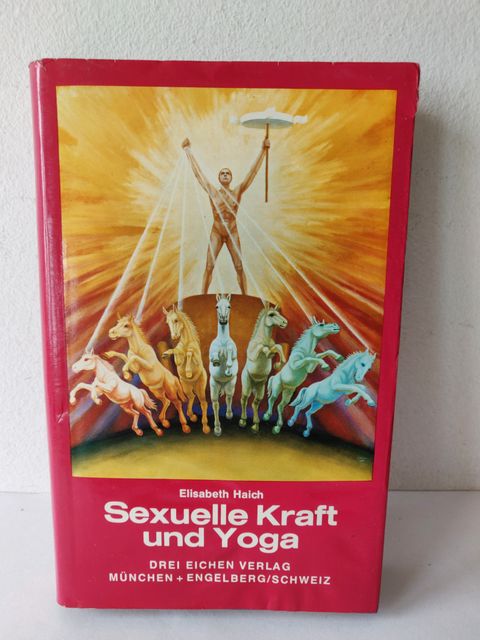 Elisabeth Haich
Sexuelle Kraft
und Yoga
DREI EICHEN VERLAG
MÜNCHEN + ENGELBERG/SCHWEIZ